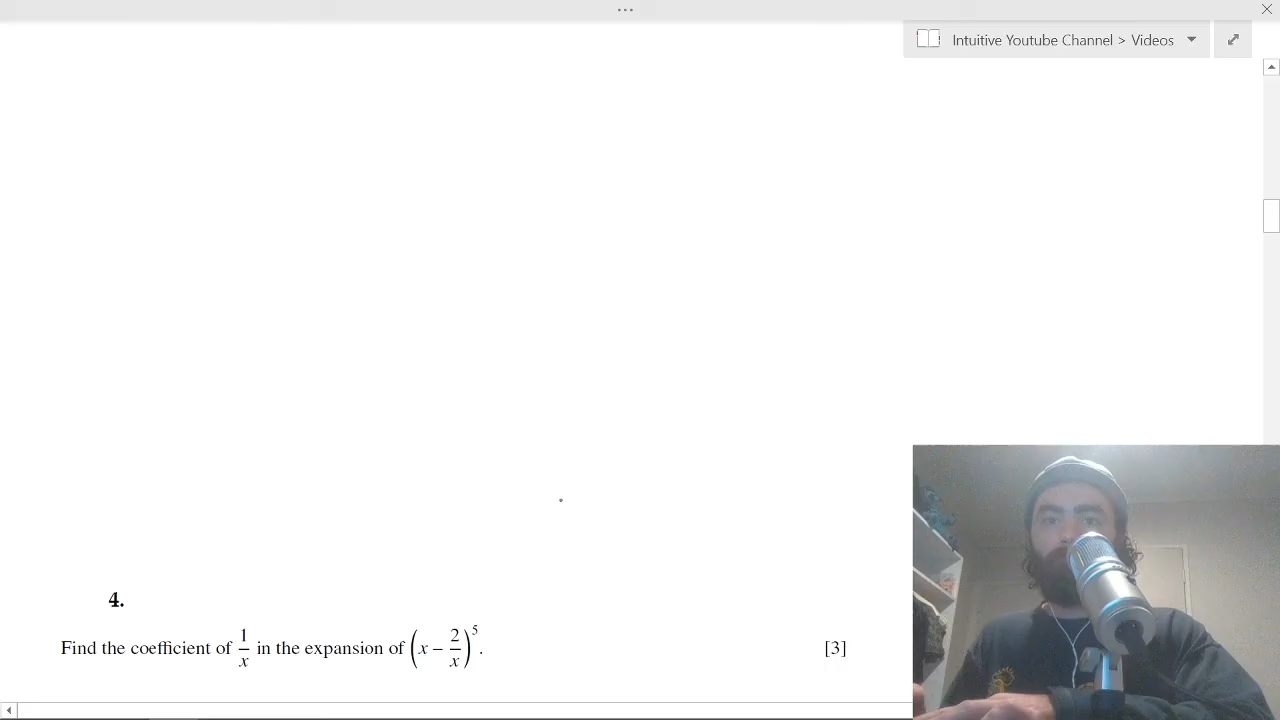 Intuitive Youtube Channel > Videos
4.
Find the coefficient of 1/x in the expansion of (x − 2/x)^5. [3]